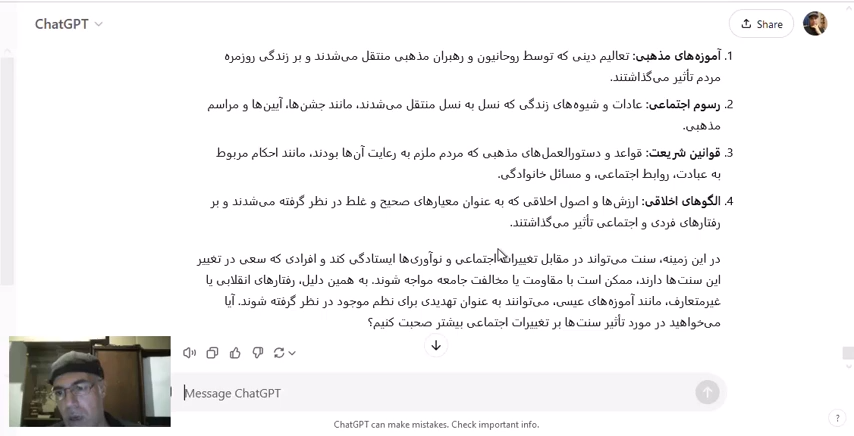 ChatGPT
Share
1. آموزه‌های مذهبی: تعالیم دینی که توسط روحانیون و رهبران مذهبی منتقل می‌شدند و بر زندگی روزمره
مردم تأثیر می‌گذاشتند.
2. رسوم اجتماعی: عادات و شیوه‌های زندگی که نسل به نسل منتقل می‌شدند، مانند جشن‌ها، آیین‌ها و مراسم
مذهبی.
3. قوانین شریعت: قواعد و دستورالعمل‌های مذهبی که مردم ملزم به رعایت آن‌ها بودند، مانند احکام مربوط
به عبادت، روابط اجتماعی، و مسائل خانوادگی.
4. الگوهای اخلاقی: ارزش‌ها و اصول اخلاقی که به عنوان معیارهای صحیح و غلط در نظر گرفته می‌شدند و بر
رفتارهای فردی و اجتماعی تأثیر می‌گذاشتند.
در این زمینه، سنت می‌تواند در مقابل تغییرات اجتماعی و نوآوری‌ها ایستادگی کند و افرادی که سعی در تغییر
این سنت‌ها دارند، ممکن است با مقاومت یا مخالفت جامعه مواجه شوند. به همین دلیل، رفتارهای انقلابی یا
غیرمتعارف، مانند آموزه‌های عیسی، می‌توانند به عنوان تهدیدی برای نظم موجود در نظر گرفته شوند. آیا
می‌خواهید در مورد تأثیر سنت‌ها بر تغییرات اجتماعی بیشتر صحبت کنیم؟
Message ChatGPT
ChatGPT can make mistakes. Check important info.
?